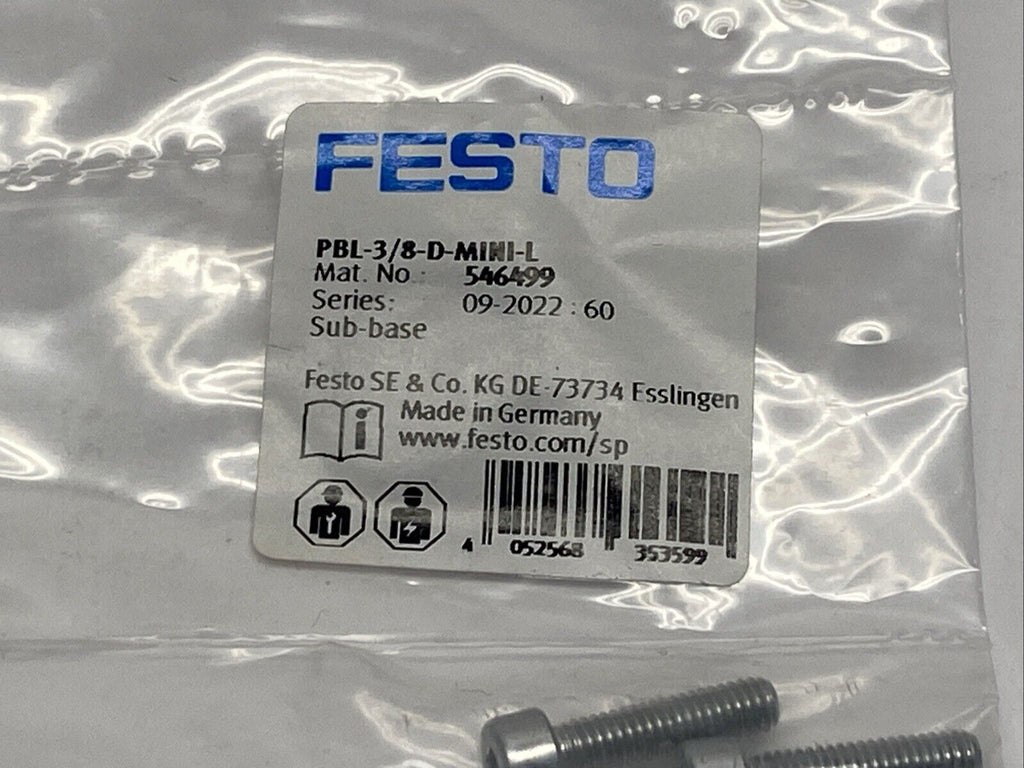 FESTO
PBL-3/8-D-MINI-L
Mat. No : 546499
Series: 09-2022 : 60
Sub-base
Festo SE & Co. KG DE-73734 Esslingen
Made in Germany
www.festo.com/sp
4 052568 353599